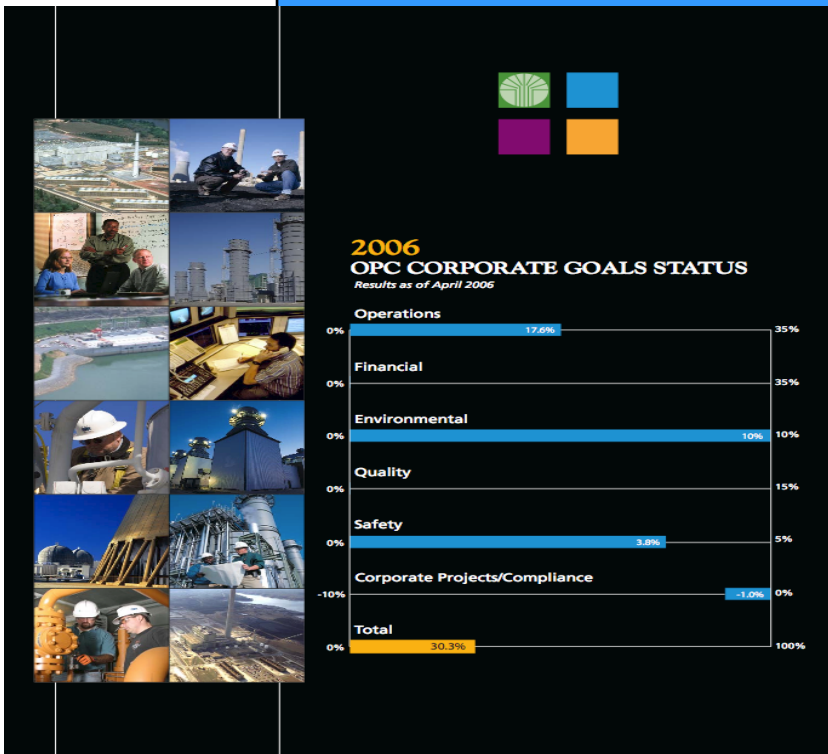 2006
OPC CORPORATE GOALS STATUS
Results as of April 2006
Operations
0% 17.6% 35%
Financial
0% 35%
Environmental
0% 10% 10%
Quality
0% 15%
Safety
0% 3.8% 5%
Corporate Projects/Compliance
-10% -1.0% 0%
Total
0% 30.3% 100%